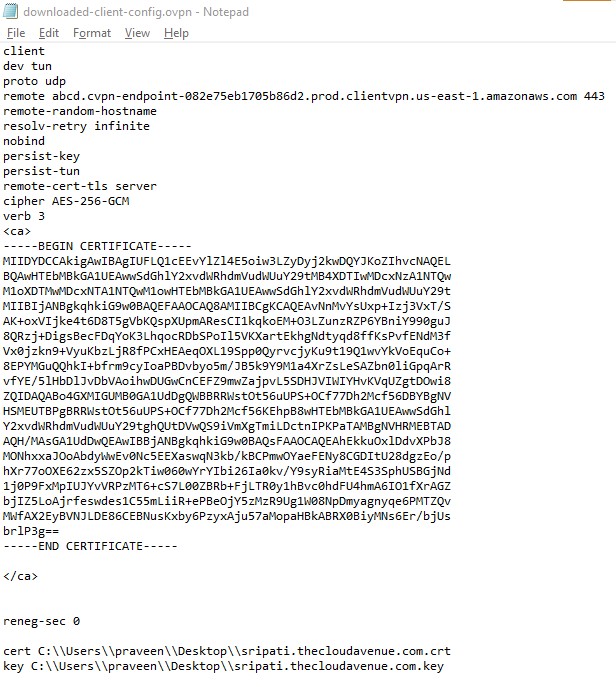 downloaded-client-config.ovpn - Notepad
File Edit Format View Help
client
dev tun
proto udp
remote abcd.cvpn-endpoint-082e75eb1705b86d2.prod.clientvpn.us-east-1.amazonaws.com 443
remote-random-hostname
resolv-retry infinite
nobind
persist-key
persist-tun
remote-cert-tls server
cipher AES-256-GCM
verb 3
<ca>
-----BEGIN CERTIFICATE-----
MIIDYDCCAkigAwIBAgIUFLQ1cEEvYlZl4E5oiw3LZyDyj2kwDQYJKoZIhvcNAQEL
BQAwHTEbMBkGA1UEAwwSdGhlY2xvdWRhdmVudWUuY29tMB4XDTIwMDcxNzA1NTQw
M1oXDTMwMDcxNTA1NTQwM1owHTEbMBkGA1UEAwwSdGhlY2xvdWRhdmVudWUuY29t
MIIBIjANBgkqhkiG9w0BAQEFAAOCAQ8AMIIBCgKCAQEAvNnMvYsUxp+Izj3VxT/S
AK+oxVIjke4t6D8T5gVbKQspXUpmAResCI1kqkoEM+O3LZunzRZP6YBniY990guJ
8QRzj+DigsBecFDqYoK3LhqocRDbSPoIl5VKXartEkhgNdtyqd8ffKsPvfENdM3f
Vx0jzkn9+VyuKbzLjR8fPCxHEAeqOXL19Spp0QyrvcjyKu9t19Q1wvYkVoEquCo+
8EPYMGuQQhkI+bfrm9cyIoaPBDvbyo5m/JB5k9Y9M1a4XrZsLeSAZbn0liGpqArR
vfYE/5lHbDlJvDbVAoihwDUGwCnCEFZ9mwZajpvL5SDHJVIWIYHvKVqUZgtDOwi8
ZQIDAQABo4GXMIGUMB0GA1UdDgQWBBRRWstOt56uUPS+OCf77Dh2Mcf56DBYBgNV
HSMEUTBPgBRRWstOt56uUPS+OCf77Dh2Mcf56KEhpB8wHTEbMBkGA1UEAwwSdGhl
Y2xvdWRhdmVudWUuY29tghQUtDVwQS9iVmXgTmiLDctnIPKPaTAMBgNVHRMEBTAD
AQH/MAsGA1UdDwQEAwIBBjANBgkqhkiG9w0BAQsFAAOCAQEAhEkkuOxlDdvXPbJ8
MONhxxaJOoAbdyWwEv0Nc5EEXaswqN3kb/kBCPmwOYaeFENy8CGDItU28dgzEo/p
hXr77oOXE62zx5SZOp2kTiw060wYrYIbi26Ia0kv/Y9syRiaMtE4S3SphUSBGjNd
1j0P9FxMpIUJYvVRPzMT6+cS7L00ZBRb+FjLTR0y1hBvc0hdFU4hmA6IO1fXrAGZ
bjIZ5LoAjrfeswdes1C55mLiiR+ePBeOjY5zMzR9Ug1W08NpDmyagnyqe6PMTZQv
MWfAX2EyBVNJLDE86CEBNusKxby6PzyxAju57aMopaHBkABRX0BiyMNs6Er/bjUs
brlP3g==
-----END CERTIFICATE-----
</ca>
reneg-sec 0
cert C:\\Users\\praveen\\Desktop\\sripati.thecloudavenue.com.crt
key C:\\Users\\praveen\\Desktop\\sripati.thecloudavenue.com.key